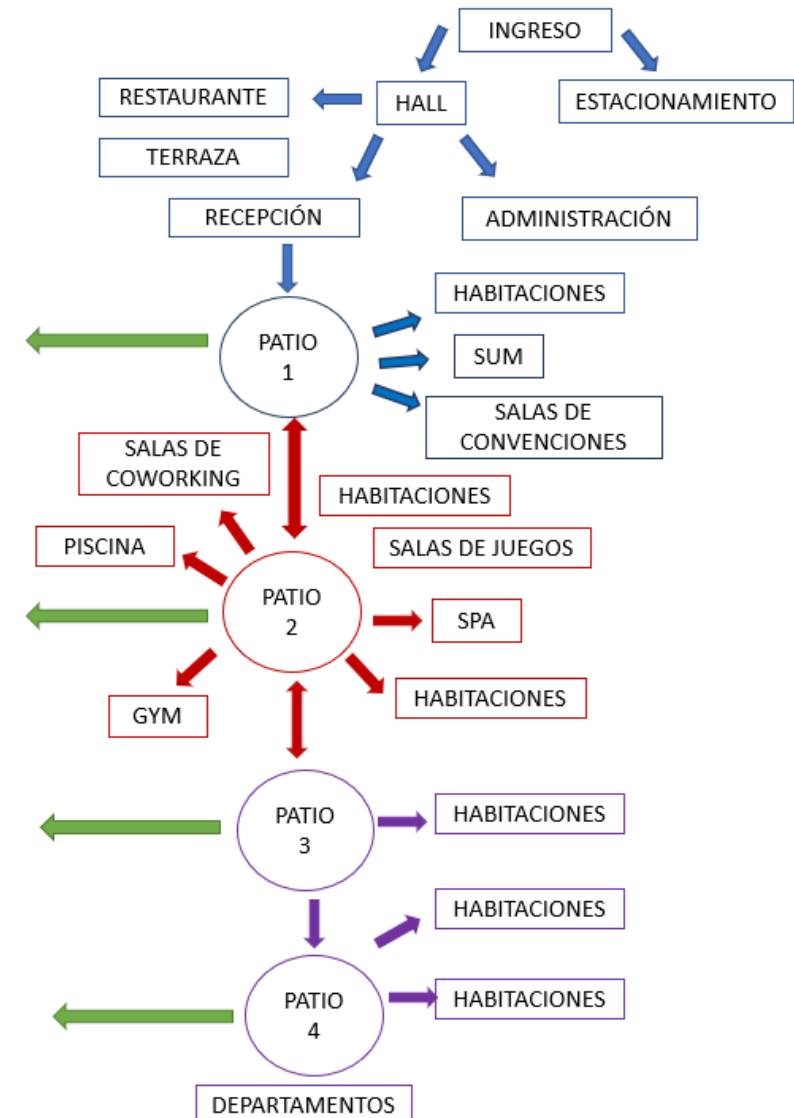 INGRESO
RESTAURANTE
HALL
ESTACIONAMIENTO
TERRAZA
RECEPCIÓN
ADMINISTRACIÓN
HABITACIONES
PATIO
1
SUM
SALAS DE
CONVENCIONES
SALAS DE
COWORKING
HABITACIONES
PISCINA
SALAS DE JUEGOS
PATIO
2
SPA
GYM
HABITACIONES
PATIO
3
HABITACIONES
HABITACIONES
PATIO
4
HABITACIONES
DEPARTAMENTOS